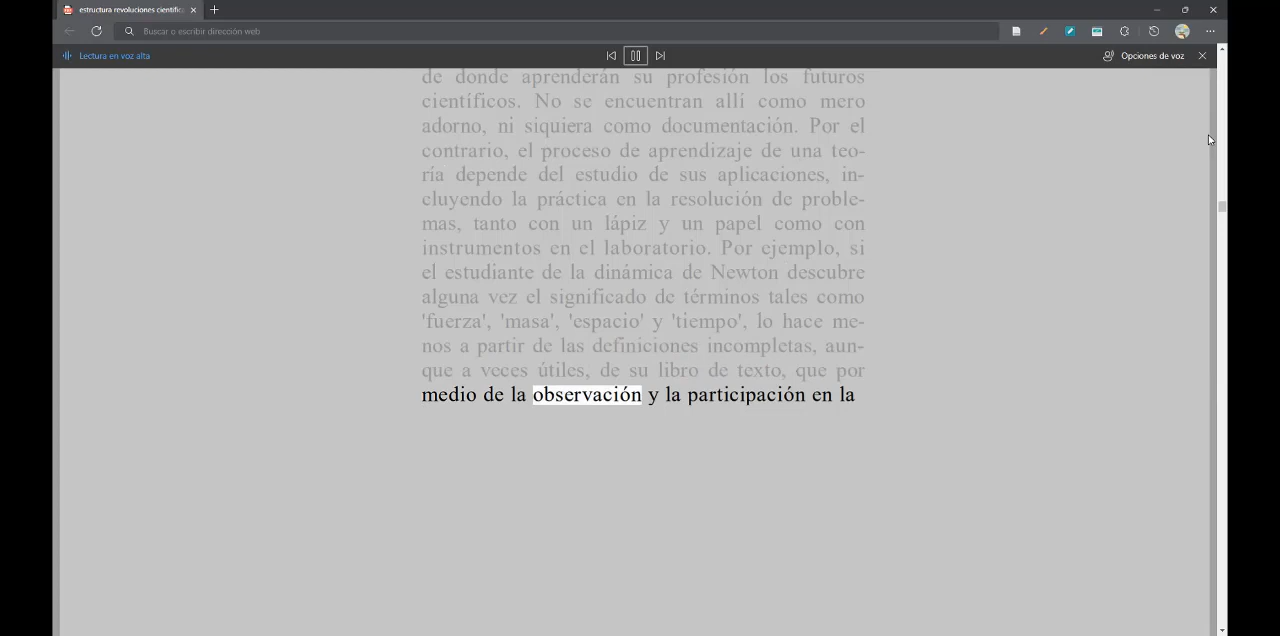 estructura revoluciones científic
Buscar o escribir dirección web
Lectura en voz alta
Opciones de voz
de donde aprenderán su profesión los futuros
científicos. No se encuentran allí como mero
adorno, ni siquiera como documentación. Por el
contrario, el proceso de aprendizaje de una teo-
ría depende del estudio de sus aplicaciones, in-
cluyendo la práctica en la resolución de proble-
mas, tanto con un lápiz y un papel como con
instrumentos en el laboratorio. Por ejemplo, si
el estudiante de la dinámica de Newton descubre
alguna vez el significado de términos tales como
'fuerza', 'masa', 'espacio' y 'tiempo', lo hace me-
nos a partir de las definiciones incompletas, aun-
que a veces útiles, de su libro de texto, que por
medio de la observación y la participación en la